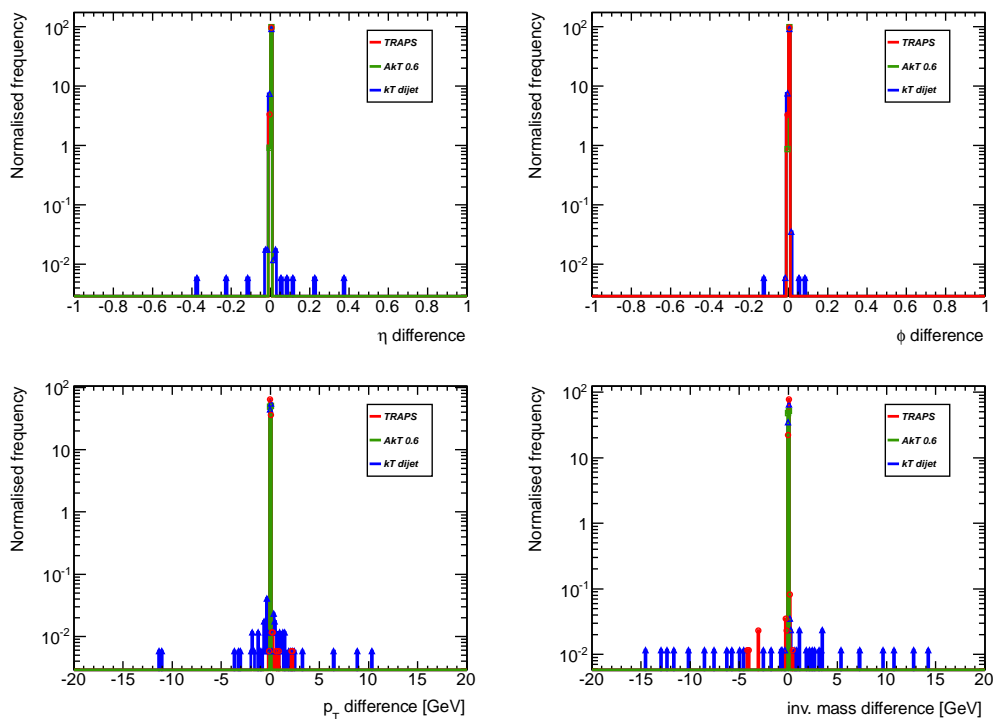 Normalised frequency
10²
10
1
10⁻¹
10⁻²
TRAPS
AkT 0.6
kT dijet
-1 -0.8 -0.6 -0.4 -0.2 0 0.2 0.4 0.6 0.8 1
η difference
Normalised frequency
10²
10
1
10⁻¹
10⁻²
TRAPS
AkT 0.6
kT dijet
-1 -0.8 -0.6 -0.4 -0.2 0 0.2 0.4 0.6 0.8 1
ϕ difference
Normalised frequency
10²
10
1
10⁻¹
10⁻²
TRAPS
AkT 0.6
kT dijet
-20 -15 -10 -5 0 5 10 15 20
p_T difference [GeV]
Normalised frequency
10²
10
1
10⁻¹
10⁻²
TRAPS
AkT 0.6
kT dijet
-20 -15 -10 -5 0 5 10 15 20
inv. mass difference [GeV]